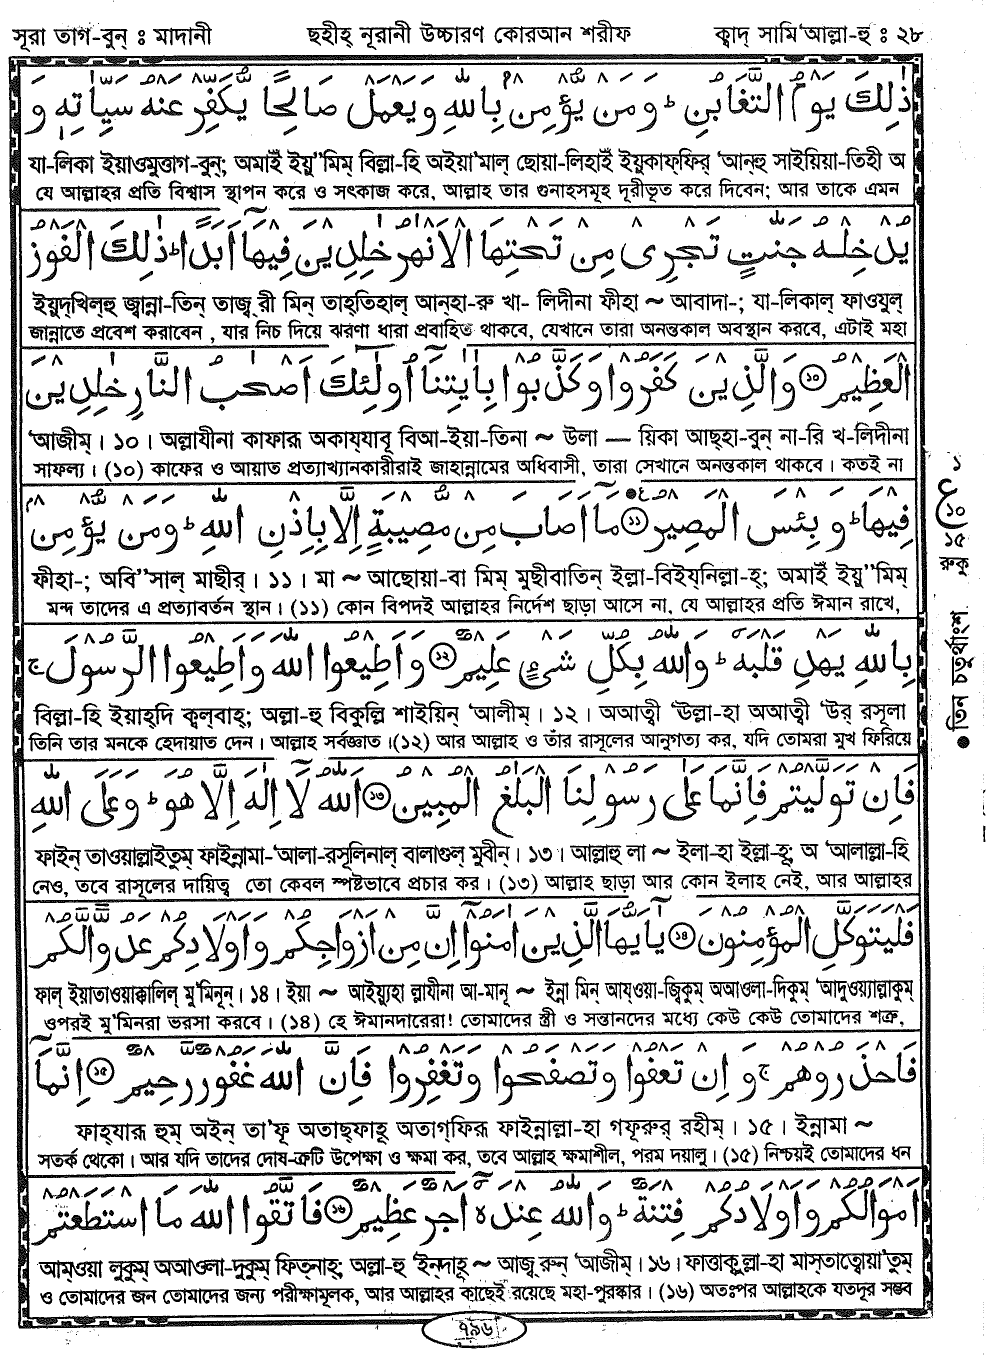 সূরা তাগ-বুন্ : মাদানী ছহীহ্ নূরানী উচ্চারণ কোরআন শরীফ ক্বাদ্ সামি'আল্লা-হু : ২৮
ذٰلِكَ يَوْمُ التَّغَابُنِ ؕ وَمَنْ يُّؤْمِنْۢ بِاللّٰهِ وَيَعْمَلْ صَالِحًا يُّكَفِّرْ عَنْهُ سَيِّاٰتِهٖ وَ
যা-লিকা ইয়াওমুত্তাগ-বুন্; অমাইঁ ইয়ু"মিম্ বিল্লা-হি অইয়া'মাল্ ছোয়া-লিহাইঁ ইয়ুকাফ্ফির্ 'আন্হু সাইয়িয়া-তিহী অ
যে আল্লাহর প্রতি বিশ্বাস স্থাপন করে ও সৎকাজ করে, আল্লাহ তার গুনাহসমূহ দূরীভূত করে দিবেন; আর তাকে এমন
يُدْخِلْهُ جَنّٰتٍ تَجْرِيْ مِنْ تَحْتِهَا الْاَنْهٰرُ خٰلِدِيْنَ فِيْهَاۤ اَبَدًا ؕ ذٰلِكَ الْفَوْزُ
ইয়ুদ্খিল্হু জ্বান্না-তিন্ তাজ্ব্ রী মিন্ তাহ্তিহাল্ আন্হা-রু খা- লিদীনা ফীহা ~ আবাদা-; যা-লিকাল্ ফাওযুল্
জান্নাতে প্রবেশ করাবেন , যার নিচ দিয়ে ঝরণা ধারা প্রবাহিত থাকবে, যেখানে তারা অনন্তকাল অবস্থান করবে, এটাই মহা
الْعَظِيْمُ ⑩ وَالَّذِيْنَ كَفَرُوْا وَكَذَّبُوْا بِاٰيٰتِنَاۤ اُولٰٓئِكَ اَصْحٰبُ النَّارِ خٰلِدِيْنَ
'আজীম্ । ১০ । অল্লাযীনা কাফারূ অকায্যাবূ বিআ-ইয়া-তিনা ~ উলা — য়িকা আছ্হা-বুন্ না-রি খ-লিদীনা
সাফল্য । (১০) কাফের ও আয়াত প্রত্যাখ্যানকারীরাই জাহান্নামের অধিবাসী, তারা সেখানে অনন্তকাল থাকবে । কতই না
فِيْهَا ؕ وَبِئْسَ الْمَصِيْرُ ⑪ مَاۤ اَصَابَ مِنْ مُّصِيْبَةٍ اِلَّا بِاِذْنِ اللّٰهِ ؕ وَمَنْ يُّؤْمِنْۢ
ফীহা-; অবি"সাল্ মাছীর্ । ১১ । মা ~ আছোয়া-বা মিম্ মুছীবাতিন্ ইল্লা-বিইয্নিল্লা-হ্; অমাইঁ ইয়ু"মিম্
মন্দ তাদের এ প্রত্যাবর্তন স্থান । (১১) কোন বিপদই আল্লাহর নির্দেশ ছাড়া আসে না, যে আল্লাহর প্রতি ঈমান রাখে,
بِاللّٰهِ يَهْدِ قَلْبَهٗ ؕ وَاللّٰهُ بِكُلِّ شَيْءٍ عَلِيْمٌ ⑫ وَاَطِيْعُوا اللّٰهَ وَاَطِيْعُوا الرَّسُوْلَ ۚ
বিল্লা-হি ইয়াহ্দি ক্বল্বাহ্; অল্লা-হু বিকুল্লি শাইয়িন্ 'আলীম্ । ১২ । অআত্বী 'উল্লা-হা অআত্বী 'উর্ রসূলা
তিনি তার মনকে হেদায়াত দেন । আল্লাহ সর্বজ্ঞাত ।(১২) আর আল্লাহ ও তাঁর রাসূলের আনুগত্য কর, যদি তোমরা মুখ ফিরিয়ে
فَاِنْ تَوَلَّيْتُمْ فَاِنَّمَا عَلٰى رَسُوْلِنَا الْبَلٰغُ الْمُبِيْنُ ⑬ اَللّٰهُ لَاۤ اِلٰهَ اِلَّا هُوَ ؕ وَعَلَى اللّٰهِ
ফাইন্ তাওয়াল্লাইতুম্ ফাইন্নামা-'আলা-রসূলিনাল্ বালাগুল্ মুবীন্ । ১৩ । আল্লাহু লা ~ ইলা-হা ইল্লা-হূ; অ 'আলাল্লা-হি
নেও, তবে রাসূলের দায়িত্ব তো কেবল স্পষ্টভাবে প্রচার কর । (১৩) আল্লাহ ছাড়া আর কোন ইলাহ নেই, আর আল্লাহর
فَلْيَتَوَكَّلِ الْمُؤْمِنُوْنَ ⑭ يٰۤاَيُّهَا الَّذِيْنَ اٰمَنُوْۤا اِنَّ مِنْ اَزْوَاجِكُمْ وَاَوْلَادِكُمْ عَدُوًّا لَّكُمْ
ফাল্ ইয়াতাওয়াক্কালিল্ মু'মিনূন্ । ১৪ । ইয়া ~ আইয়্যুহা ল্লাযীনা আ-মানূ ~ ইন্না মিন্ আয্ওয়া-জ্বিকুম্ অআওলা-দিকুম্ 'আদুওয়্যাল্লাকুম্
ওপরই মু'মিনরা ভরসা করবে । (১৪) হে ঈমানদারেরা! তোমাদের স্ত্রী ও সন্তানদের মধ্যে কেউ কেউ তোমাদের শত্রু,
فَاحْذَرُوْهُمْ ۚ وَاِنْ تَعْفُوْا وَتَصْفَحُوْا وَتَغْفِرُوْا فَاِنَّ اللّٰهَ غَفُوْرٌ رَّحِيْمٌ ⑮ اِنَّمَاۤ
ফাহ্যারূ হুম্ অইন্ তা'ফূ অতাছ্ফাহূ অতাগ্ফিরূ ফাইন্নাল্লা-হা গফূরুর্ রহীম্ । ১৫ । ইন্নামা ~
সতর্ক থেকো । আর যদি তাদের দোষ-ত্রুটি উপেক্ষা ও ক্ষমা কর, তবে আল্লাহ ক্ষমাশীল, পরম দয়ালু । (১৫) নিশ্চয়ই তোমাদের ধন
اَمْوَالُكُمْ وَاَوْلَادُكُمْ فِتْنَةٌ ؕ وَاللّٰهُ عِنْدَهٗۤ اَجْرٌ عَظِيْمٌ ⑯ فَاتَّقُوا اللّٰهَ مَا اسْتَطَعْتُمْ
আম্ওয়া লুকুম্ অআওলা-দুকুম্ ফিত্নাহ্; অল্লা-হু 'ইন্দাহূ ~ আজ্ব্ রুন্ 'আজীম্ । ১৬ । ফাত্তাক্বুল্লা-হা মাস্তাত্বোয়া'তুম্
ও তোমাদের জন তোমাদের জন্য পরীক্ষামূলক, আর আল্লাহর কাছেই রয়েছে মহা-পুরস্কার । (১৬) অতঃপর আল্লাহকে যতদূর সম্ভব
৭৯৬
১
ع
১০
১৫
রুকু
● তিন চতুর্থাংশ